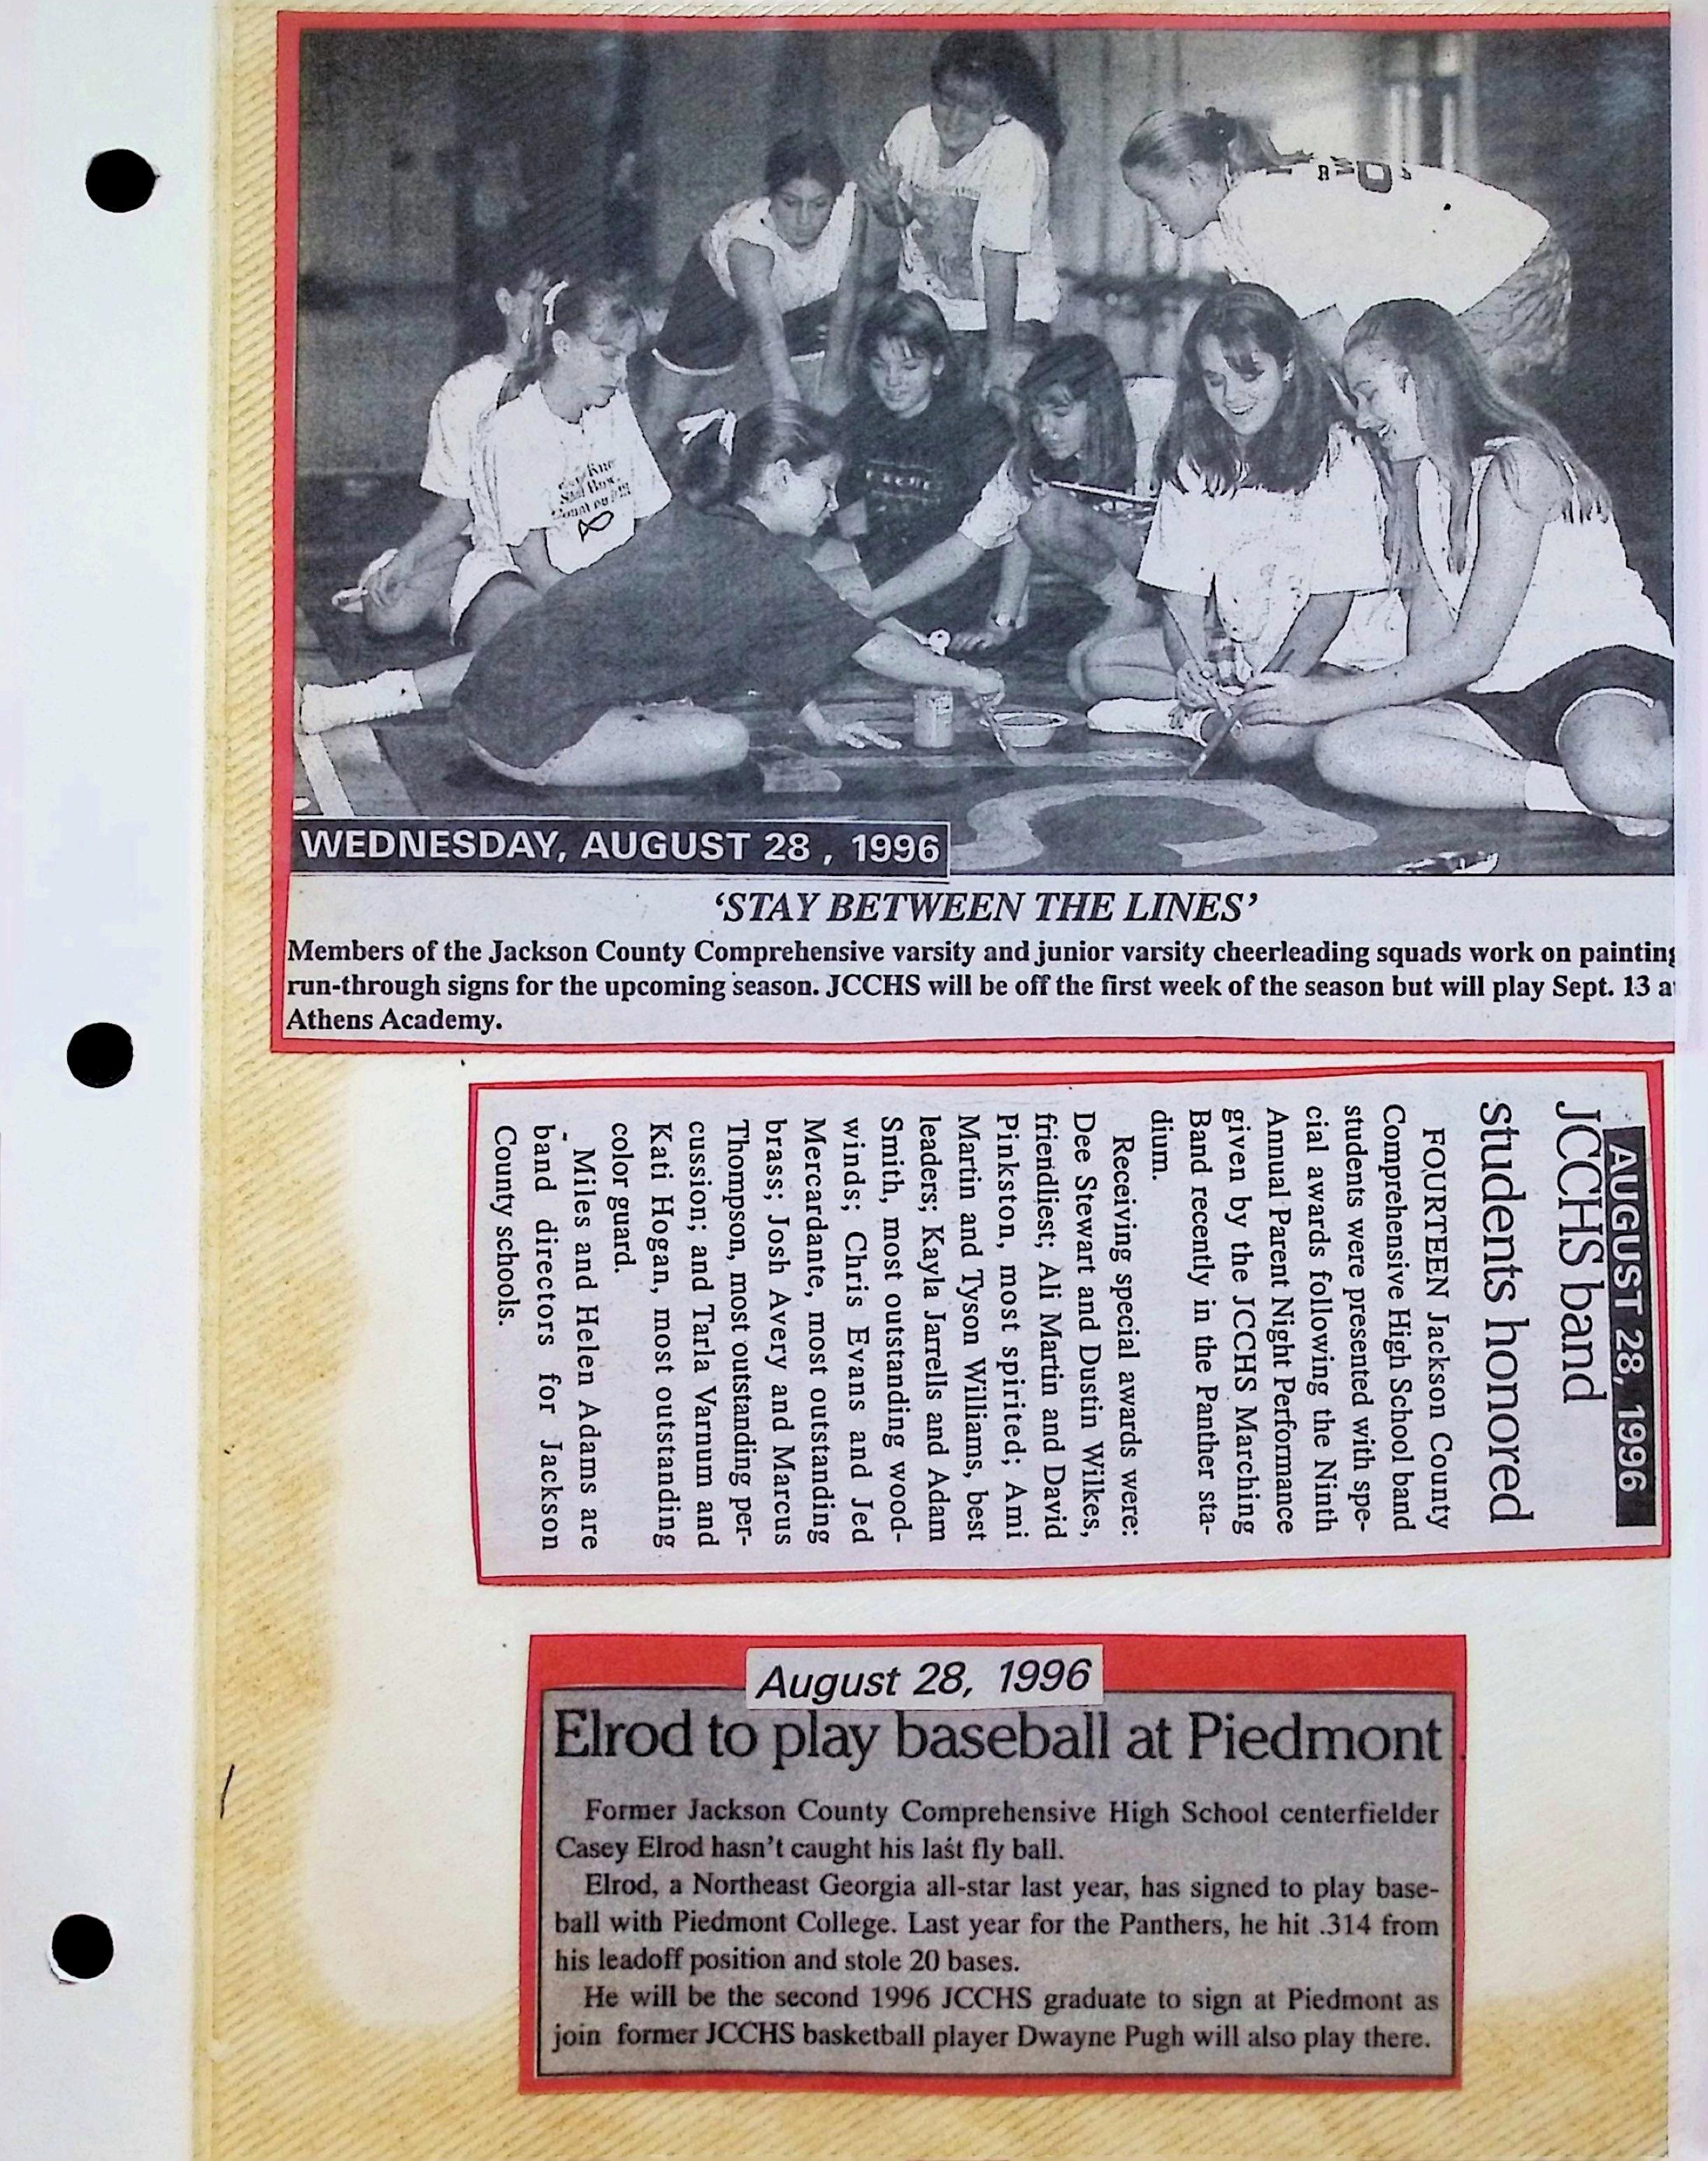 WEDNESDAY, AUGUST 28 , 1996
‘STAY BETWEEN THE LINES’
Members of the Jackson County Comprehensive varsity and junior varsity cheerleading squads work on painting
run-through signs for the upcoming season. JCCHS will be off the first week of the season but will play Sept. 13 a
Athens Academy.
AUGUST 28, 1996
JCCHS band
students honored
FOURTEEN Jackson County
Comprehensive High School band
students were presented with spe-
cial awards following the Ninth
Annual Parent Night Performance
given by the JCCHS Marching
Band recently in the Panther sta-
dium.
Receiving special awards were:
Dee Stewart and Dustin Wilkes,
friendliest; Ali Martin and David
Pinkston, most spirited; Ami
Martin and Tyson Williams, best
leaders; Kayla Jarrells and Adam
Smith, most outstanding wood-
winds; Chris Evans and Jed
Mercardante, most outstanding
brass; Josh Avery and Marcus
Thompson, most outstanding per-
cussion; and Tarla Varnum and
Kati Hogan, most outstanding
color guard.
Miles and Helen Adams are
band directors for Jackson
County schools.
August 28, 1996
Elrod to play baseball at Piedmont
Former Jackson County Comprehensive High School centerfielder
Casey Elrod hasn’t caught his last fly ball.
Elrod, a Northeast Georgia all-star last year, has signed to play base-
ball with Piedmont College. Last year for the Panthers, he hit .314 from
his leadoff position and stole 20 bases.
He will be the second 1996 JCCHS graduate to sign at Piedmont as
join former JCCHS basketball player Dwayne Pugh will also play there.